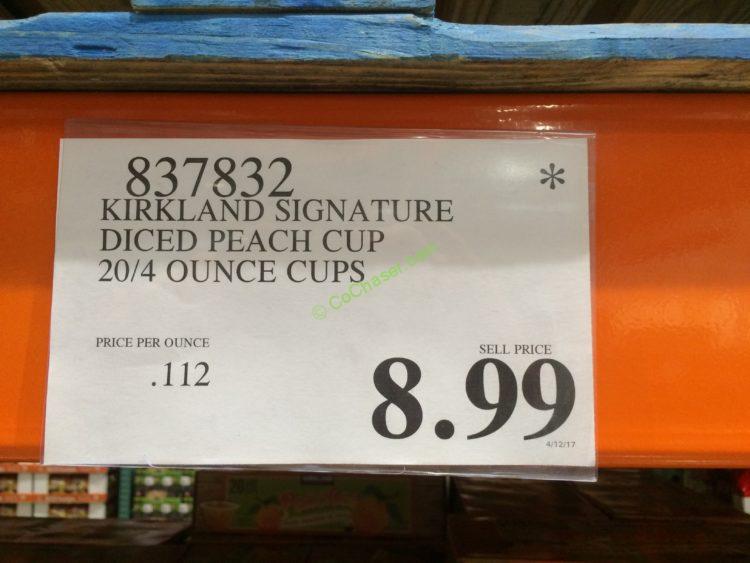 837832
*
KIRKLAND SIGNATURE
DICED PEACH CUP
20/4 OUNCE CUPS
© CoChaser.com
PRICE PER OUNCE
.112
SELL PRICE
8.99
4/12/17